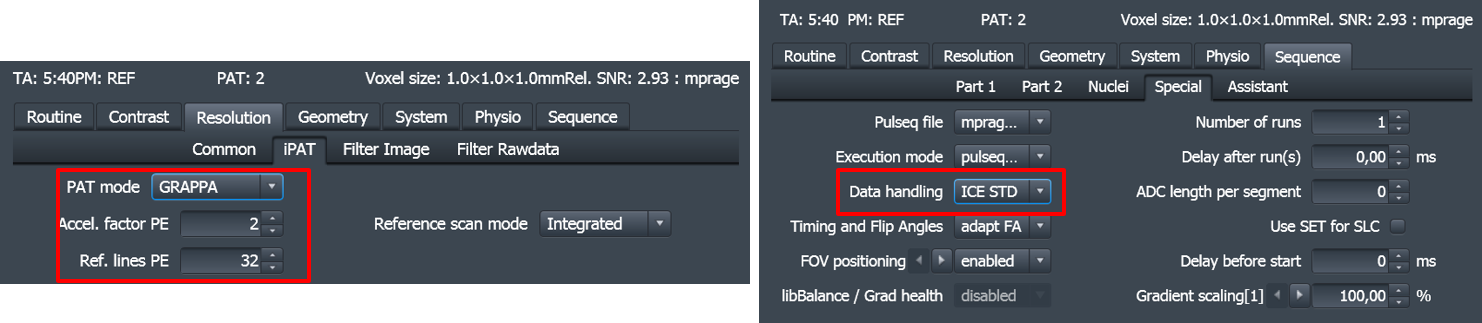 TA: 5:40PM: REF PAT: 2 Voxel size: 1.0×1.0×1.0mmRel. SNR: 2.93 : mprage
Routine Contrast Resolution Geometry System Physio Sequence
Common iPAT Filter Image Filter Rawdata
PAT mode GRAPPA
Accel. factor PE 2 Reference scan mode Integrated
Ref. lines PE 32
TA: 5:40 PM: REF PAT: 2 Voxel size: 1.0×1.0×1.0mmRel. SNR: 2.93 : mprage
Routine Contrast Resolution Geometry System Physio Sequence
Part 1 Part 2 Nuclei Special Assistant
Pulseq file mprag... Number of runs 1
Execution mode pulseq... Delay after run(s) 0,00 ms
Data handling ICE STD ADC length per segment 0
Timing and Flip Angles adapt FA Use SET for SLC
FOV positioning enabled Delay before start 0 ms
libBalance / Grad health disabled Gradient scaling[1] 100,00 %